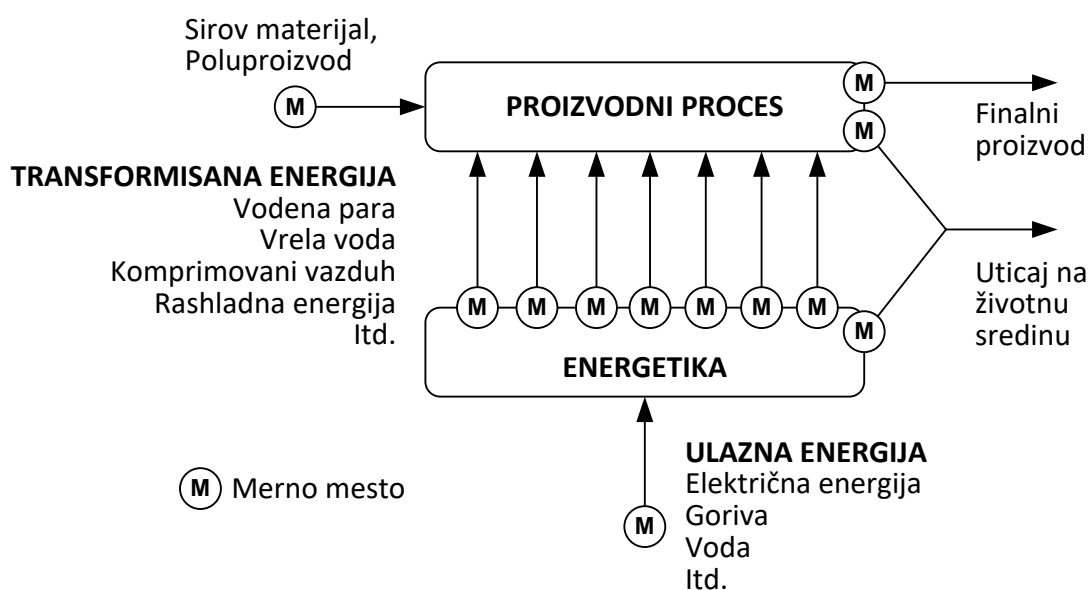 Sirov materijal,
Poluproizvod
M
PROIZVODNI PROCES
M
M
Finalni
proizvod
TRANSFORMISANA ENERGIJA
Vodena para
Vrela voda
Komprimovani vazduh
Rashladna energija
Itd.
Uticaj na
životnu
sredinu
M M M M M M M
M
ENERGETIKA
ULAZNA ENERGIJA
Električna energija
Goriva
Voda
Itd.
M
M Merno mesto